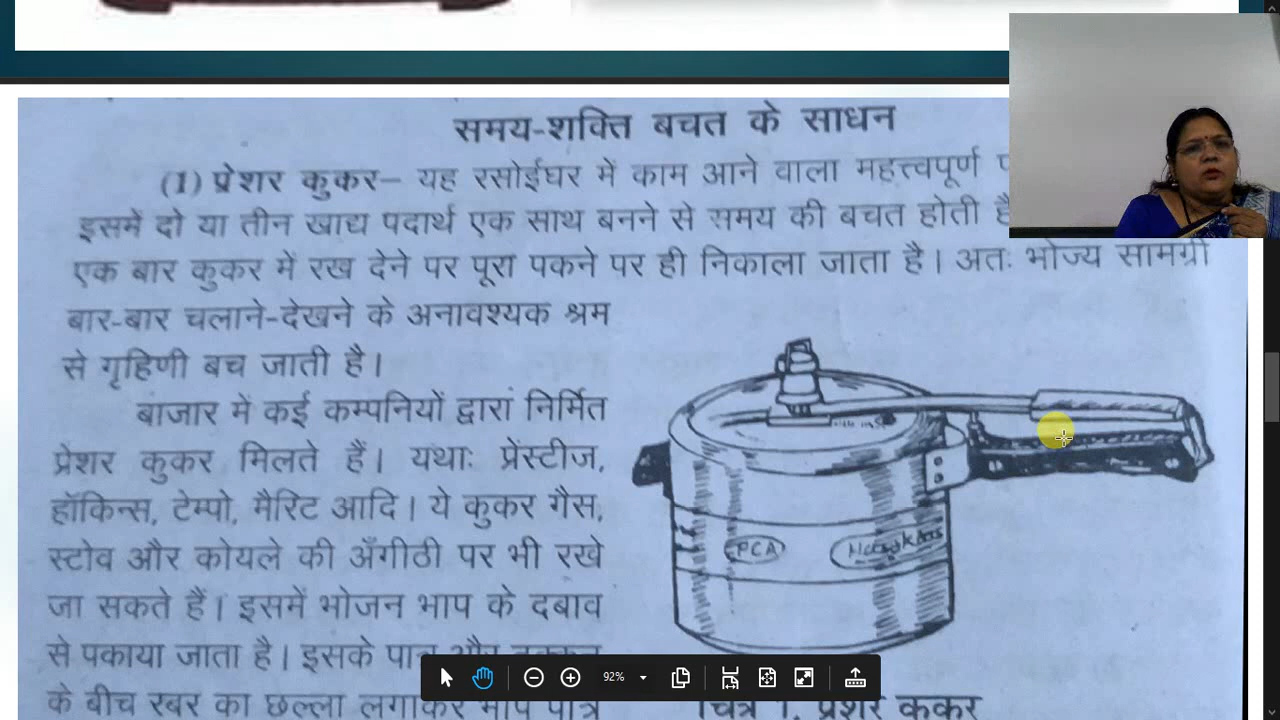 समय-शक्ति बचत के साधन
(1) प्रेशर कुकर– यह रसोईघर में काम आने वाला महत्त्वपूर्ण
इसमें दो या तीन खाद्य पदार्थ एक साथ बनने से समय की बचत होती है
एक बार कुकर में रख देने पर पूरा पकने पर ही निकाला जाता है। अतः भोज्य सामग्री
बार-बार चलाने-देखने के अनावश्यक श्रम
से गृहिणी बच जाती है।
बाजार में कई कम्पनियों द्वारां निर्मित
प्रेशर कुकर मिलते हैं। यथाः प्रेंस्टीज,
हॉकिन्स, टेम्पो, मैरिट आदि। ये कुकर गैस,
स्टोव और कोयले की अँगीठी पर भी रखे
जा सकते हैं। इसमें भोजन भाप के दबाव
से पकाया जाता है। इसके पात्र और ढक्कन
के बीच रबर का छल्ला लगाकर भाप पात्र
PCA
चित्र 1. प्रेशर कुकर
92%